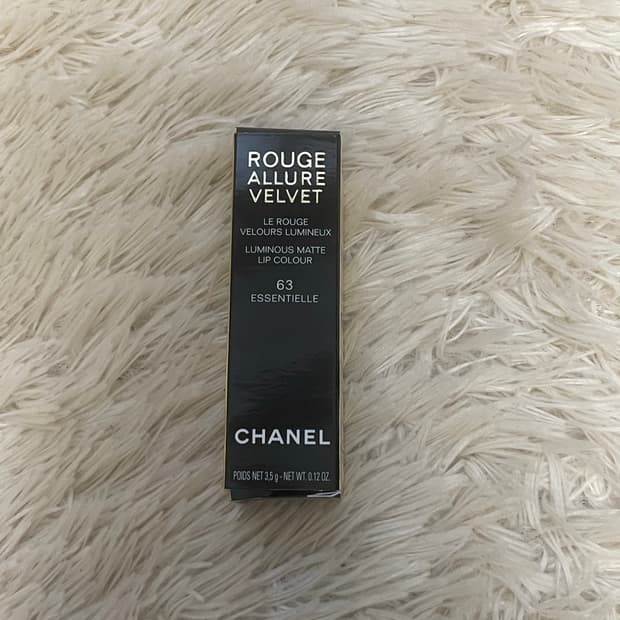 ROUGE
ALLURE
VELVET
LE ROUGE
VELOURS LUMINEUX
LUMINOUS MATTE
LIP COLOUR
63
ESSENTIELLE
CHANEL
POIDS NET 3,5 g - NET WT. 0.12 OZ.